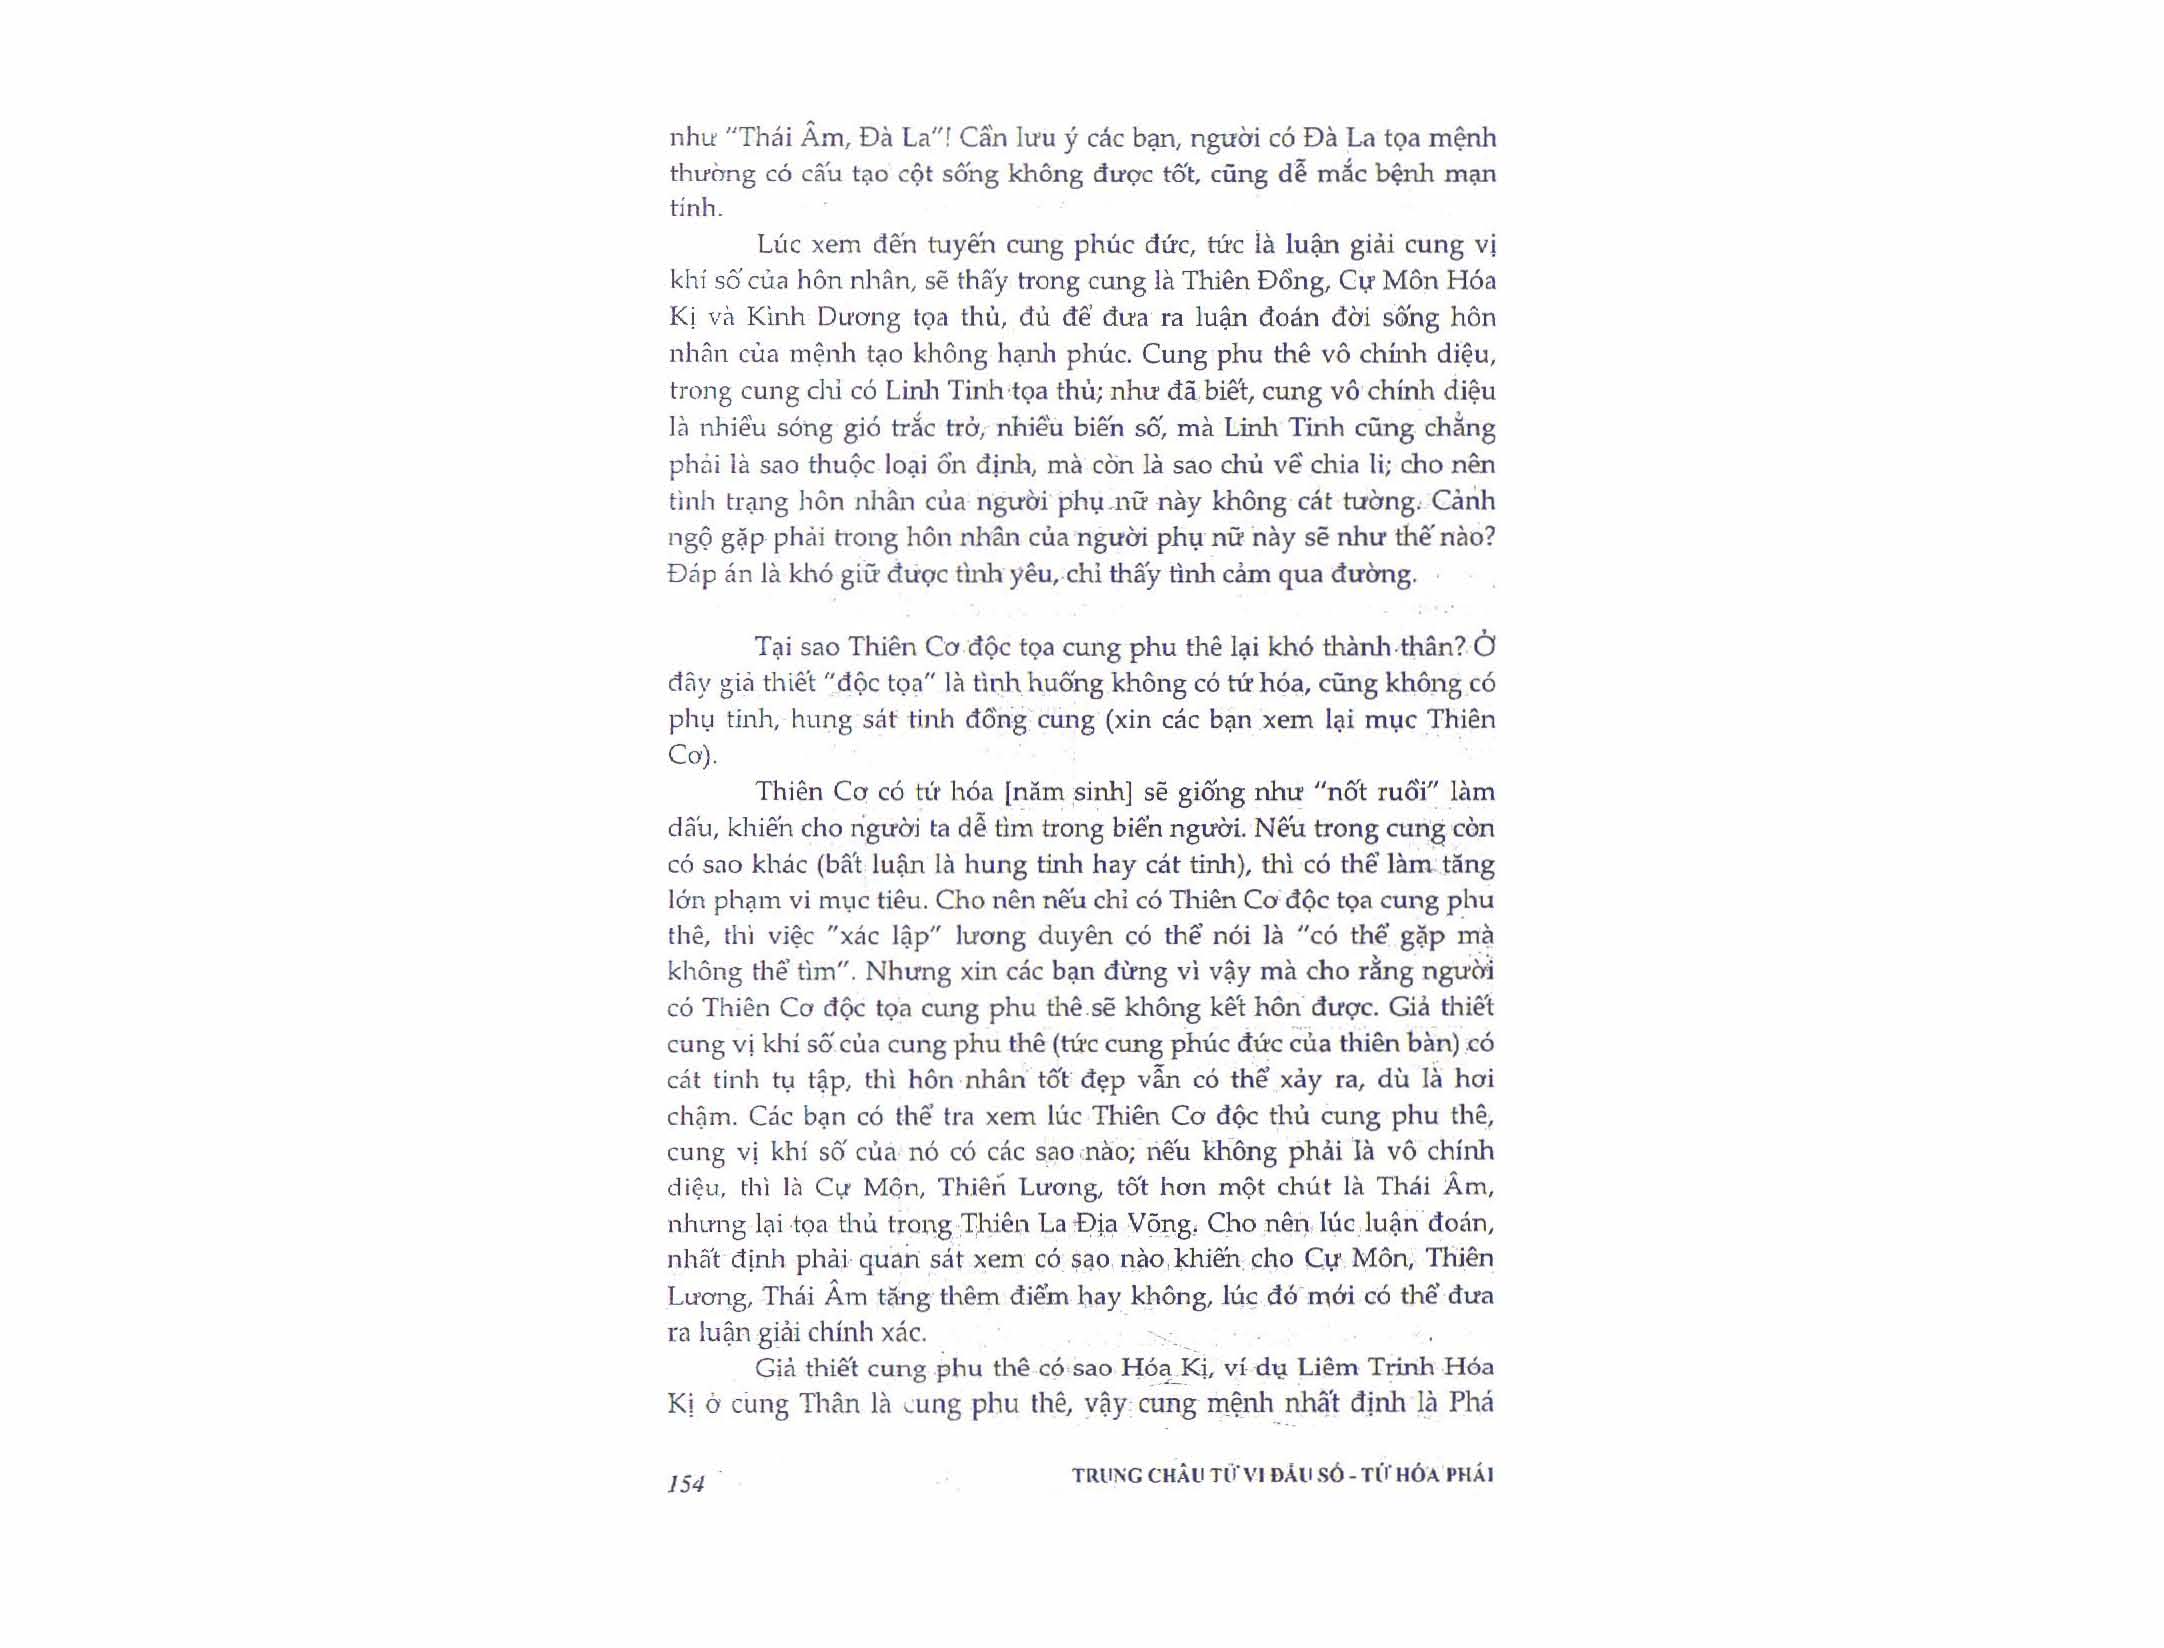 như "Thái Âm, Đà La"! Cần lưu ý các bạn, người có Đà La tọa mệnh
thường có cấu tạo cột sống không được tốt, cũng dễ mắc bệnh mạn
tính.
Lúc xem đến tuyến cung phúc đức, tức là luận giải cung vị
khí số của hôn nhân, sẽ thấy trong cung là Thiên Đồng, Cự Môn Hóa
Kị và Kình Dương tọa thủ, đủ để đưa ra luận đoán đời sống hôn
nhân của mệnh tạo không hạnh phúc. Cung phu thê vô chính diệu,
trong cung chỉ có Linh Tinh tọa thủ; như đã biết, cung vô chính diệu
là nhiều sóng gió trắc trở, nhiều biến số, mà Linh Tinh cũng chẳng
phải là sao thuộc loại ổn định, mà còn là sao chủ về chia li; cho nên
tình trạng hôn nhân của người phụ nữ này không cát tường. Cảnh
ngộ gặp phải trong hôn nhân của người phụ nữ này sẽ như thế nào?
Đáp án là khó giữ được tình yêu, chỉ thấy tình cảm qua đường.
Tại sao Thiên Cơ độc tọa cung phu thê lại khó thành thân? Ở
đây giả thiết "độc tọa" là tình huống không có tứ hóa, cũng không có
phụ tinh, hung sát tinh đồng cung (xin các bạn xem lại mục Thiên
Cơ).
Thiên Cơ có tứ hóa [năm sinh] sẽ giống như "nốt ruồi" làm
dấu, khiến cho người ta dễ tìm trong biển người. Nếu trong cung còn
có sao khác (bất luận là hung tinh hay cát tinh), thì có thể làm tăng
lớn phạm vi mục tiêu. Cho nên nếu chỉ có Thiên Cơ độc tọa cung phu
thê, thì việc "xác lập" lương duyên có thể nói là "có thể gặp mà
không thể tìm". Nhưng xin các bạn đừng vì vậy mà cho rằng người
có Thiên Cơ độc tọa cung phu thê sẽ không kết hôn được. Giả thiết
cung vị khí số của cung phu thê (tức cung phúc đức của thiên bàn) có
cát tinh tụ tập, thì hôn nhân tốt đẹp vẫn có thể xảy ra, dù là hơi
chậm. Các bạn có thể tra xem lúc Thiên Cơ độc thủ cung phu thê,
cung vị khí số của nó có các sao nào; nếu không phải là vô chính
diệu, thì là Cự Môn, Thiên Lương, tốt hơn một chút là Thái Âm,
nhưng lại tọa thủ trong Thiên La Địa Võng. Cho nên lúc luận đoán,
nhất định phải quan sát xem có sao nào khiến cho Cự Môn, Thiên
Lương, Thái Âm tăng thêm điểm hay không, lúc đó mới có thể đưa
ra luận giải chính xác.
Giả thiết cung phu thê có sao Hóa Kị, ví dụ Liêm Trinh Hóa
Kị ở cung Thân là cung phu thê, vậy cung mệnh nhất định là Phá
154
TRUNG CHÂU TỬ VI ĐẨU SỐ - TỨ HÓA PHÁI